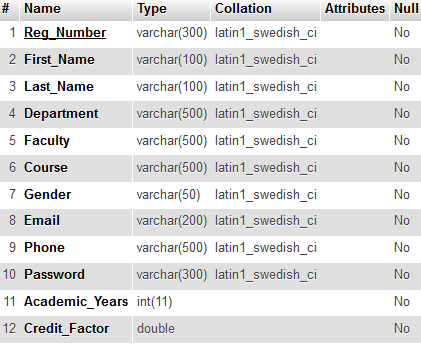 # Name Type Collation Attributes Null
1 Reg_Number varchar(300) latin1_swedish_ci No
2 First_Name varchar(100) latin1_swedish_ci No
3 Last_Name varchar(100) latin1_swedish_ci No
4 Department varchar(500) latin1_swedish_ci No
5 Faculty varchar(500) latin1_swedish_ci No
6 Course varchar(500) latin1_swedish_ci No
7 Gender varchar(50) latin1_swedish_ci No
8 Email varchar(200) latin1_swedish_ci No
9 Phone varchar(500) latin1_swedish_ci No
10 Password varchar(300) latin1_swedish_ci No
11 Academic_Years int(11) No
12 Credit_Factor double No